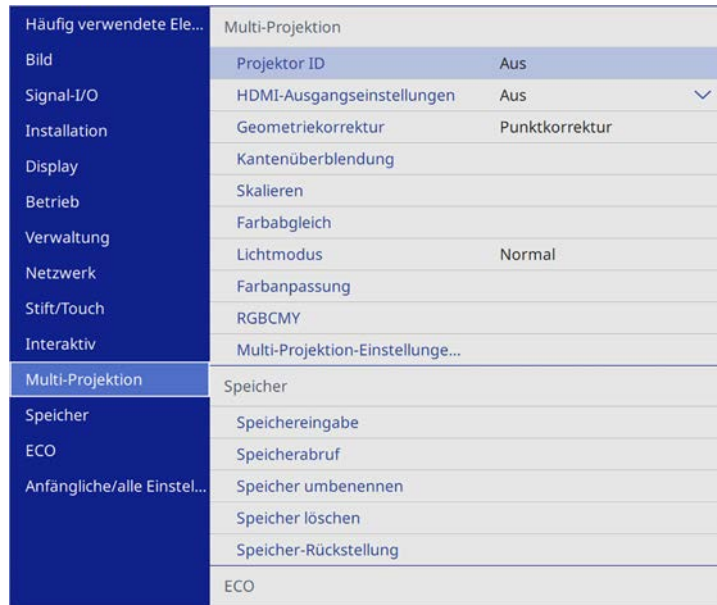 Häufig verwendete Ele...
Bild
Signal-I/O
Installation
Display
Betrieb
Verwaltung
Netzwerk
Stift/Touch
Interaktiv
Multi-Projektion
Speicher
ECO
Anfängliche/alle Einstel...
Multi-Projektion
Projektor ID Aus
HDMI-Ausgangseinstellungen Aus
Geometriekorrektur Punktkorrektur
Kantenüberblendung
Skalieren
Farbabgleich
Lichtmodus Normal
Farbanpassung
RGBCMY
Multi-Projektion-Einstellunge...
Speicher
Speichereingabe
Speicherabruf
Speicher umbenennen
Speicher löschen
Speicher-Rückstellung
ECO